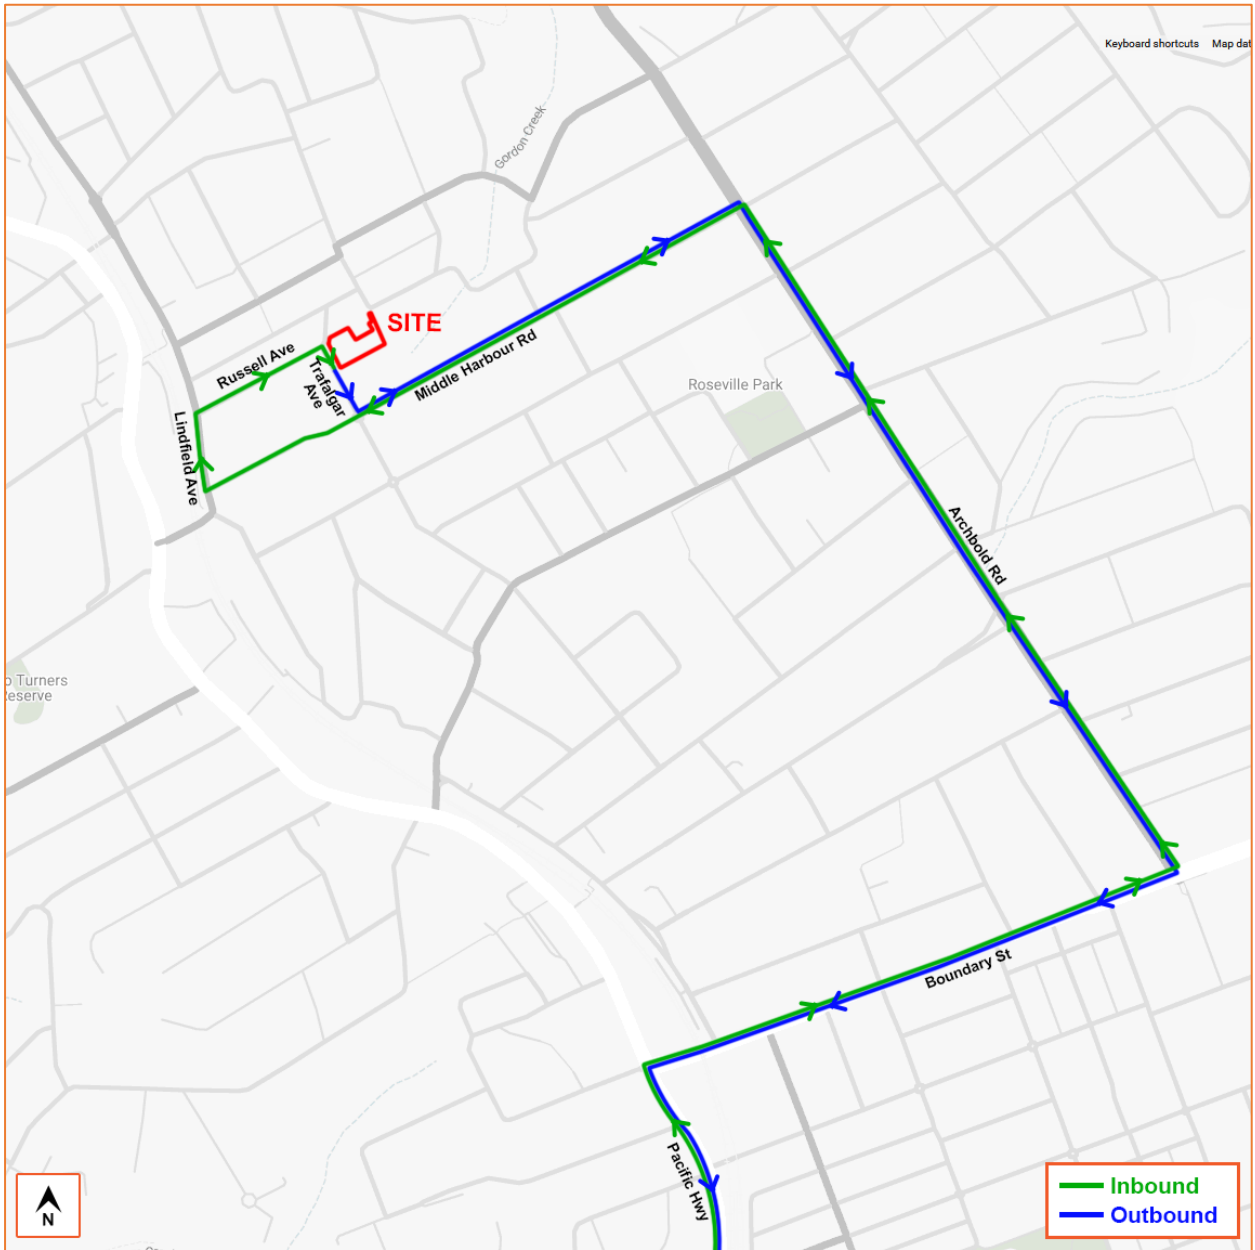 Keyboard shortcuts
Map dat
Gordon Creek
SITE
Russell Ave
Trafalgar
Ave
Middle Harbour Rd
Lindfield Ave
Roseville Park
Archbold Rd
o Turners
Reserve
Boundary St
Pacific Hwy
N
Inbound
Outbound